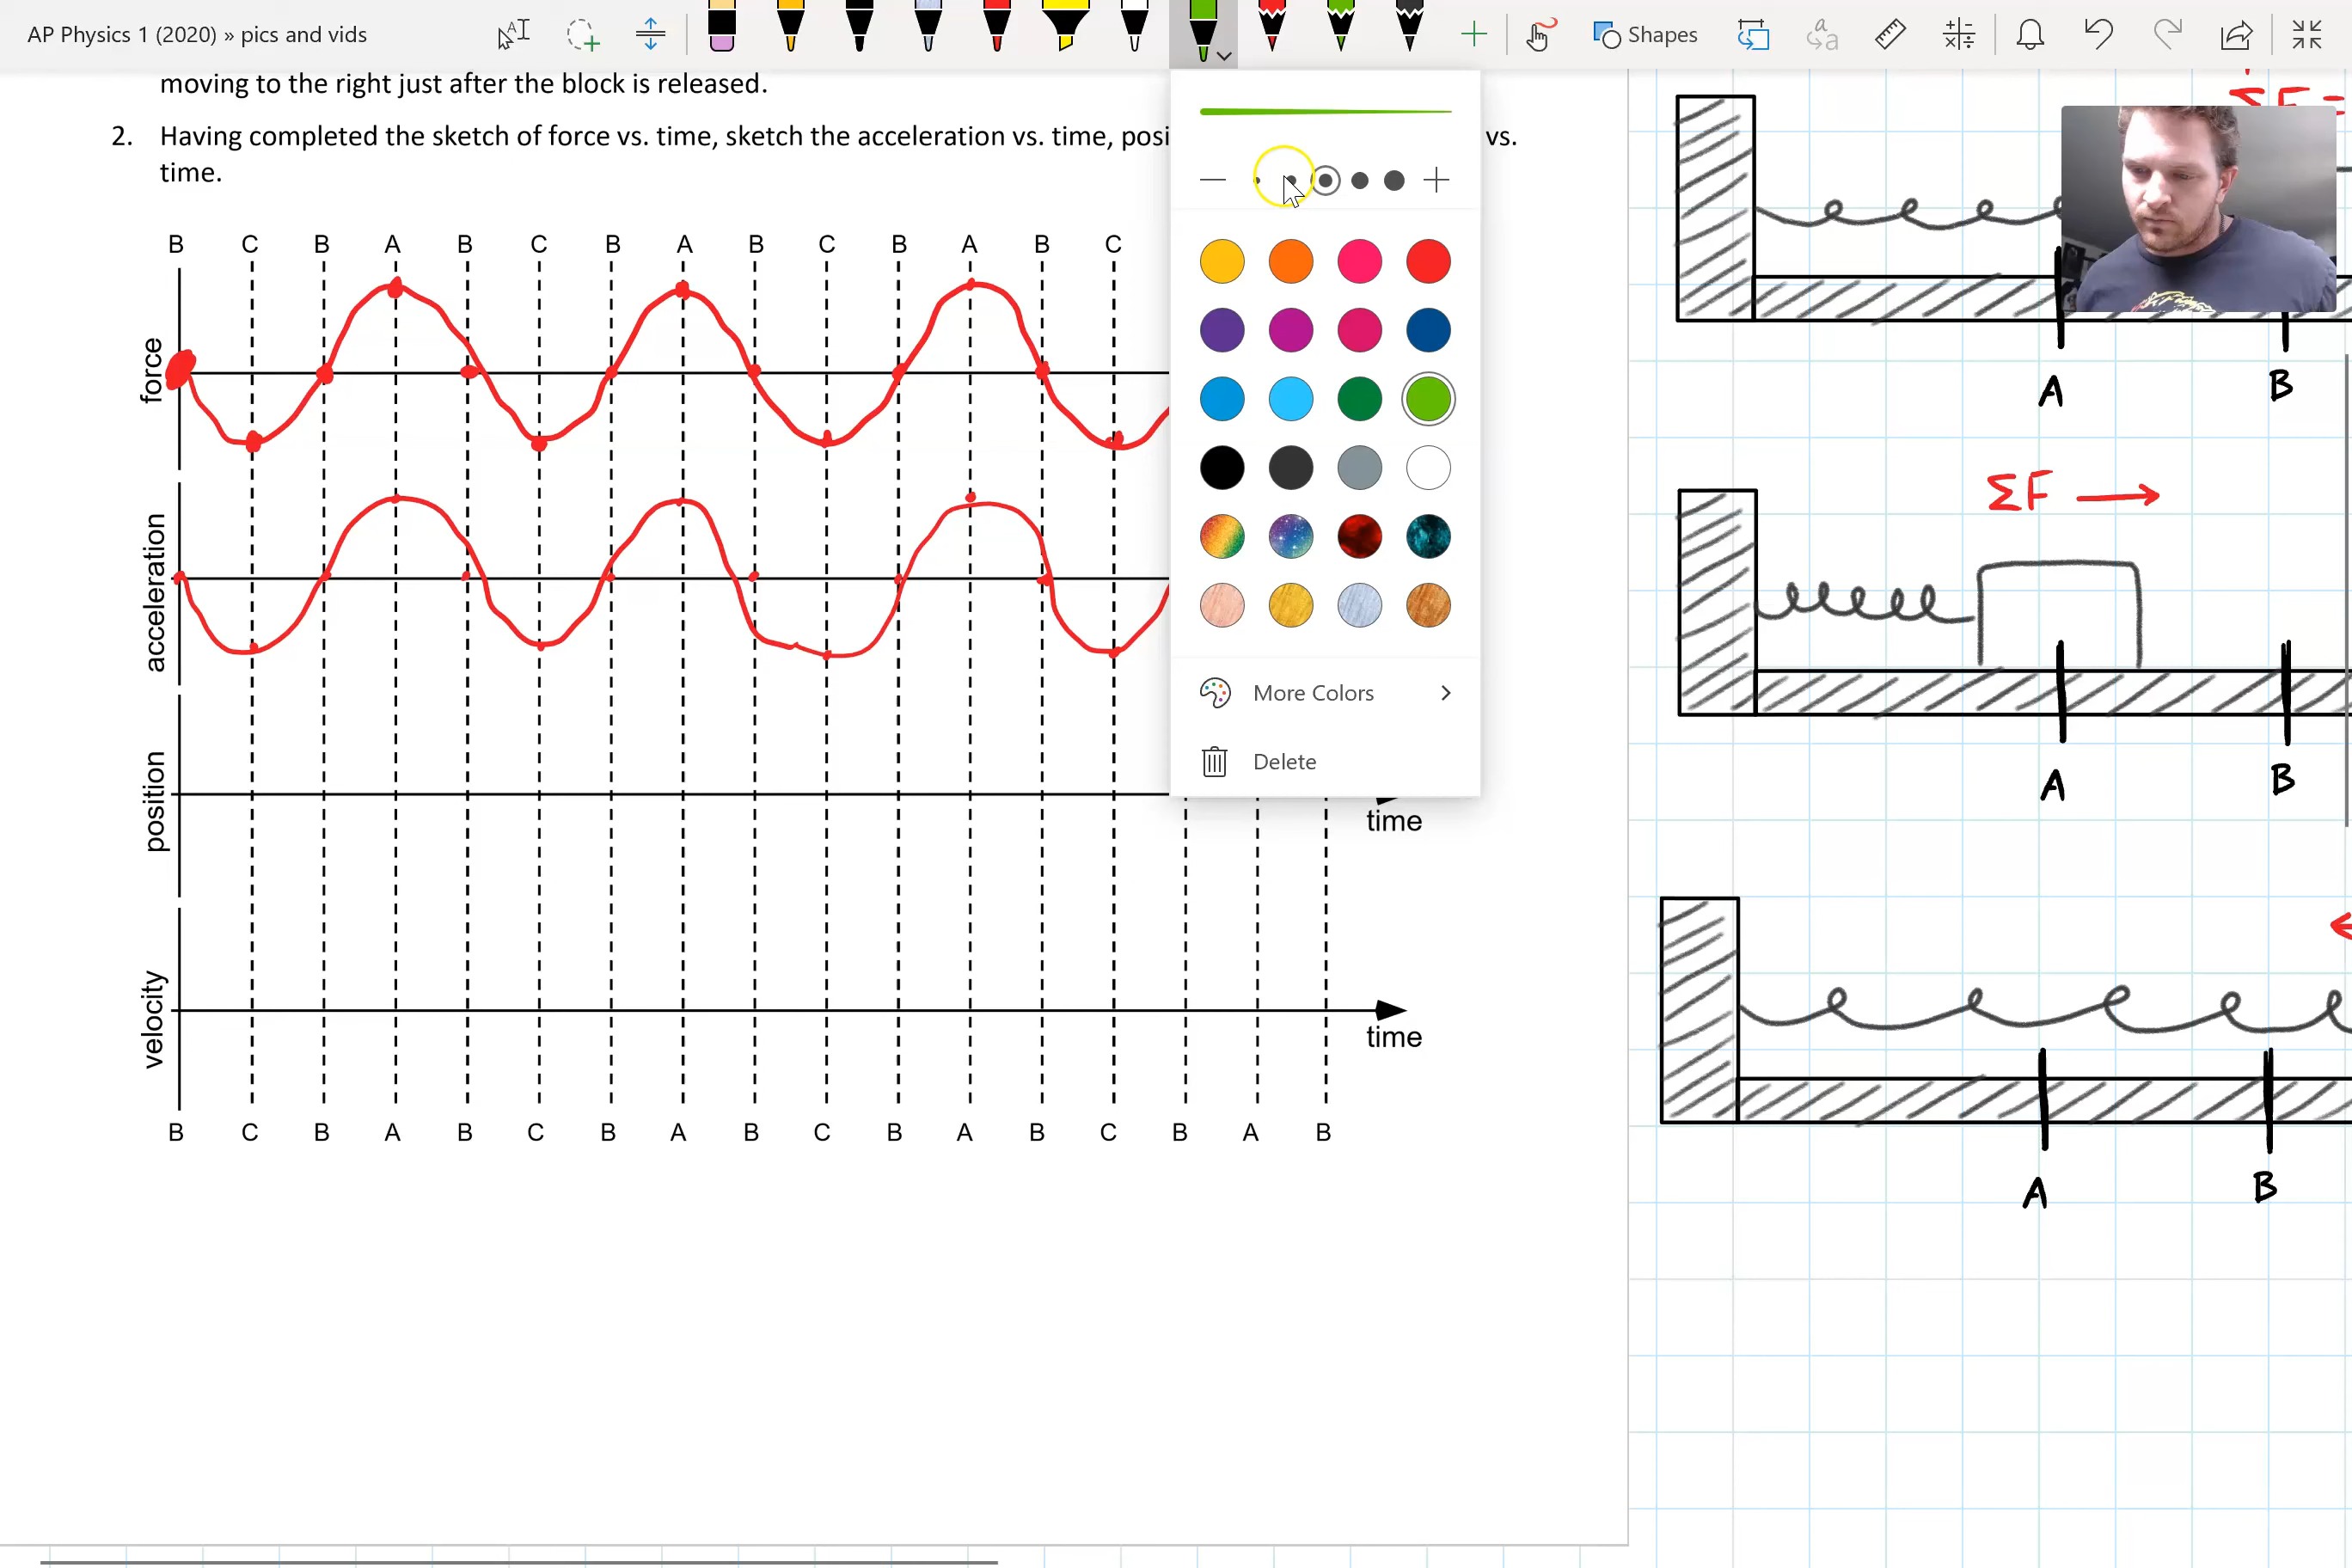 AP Physics 1 (2020) » pics and vids
Shapes
moving to the right just after the block is released.
2. Having completed the sketch of force vs. time, sketch the acceleration vs. time, posi vs.
time.
B C B A B C B A B C B A B C
force
acceleration
position
time
velocity
time
B C B A B C B A B C B A B C B A B
More Colors
Delete
ΣF =
A B
ΣF →
A B
A B